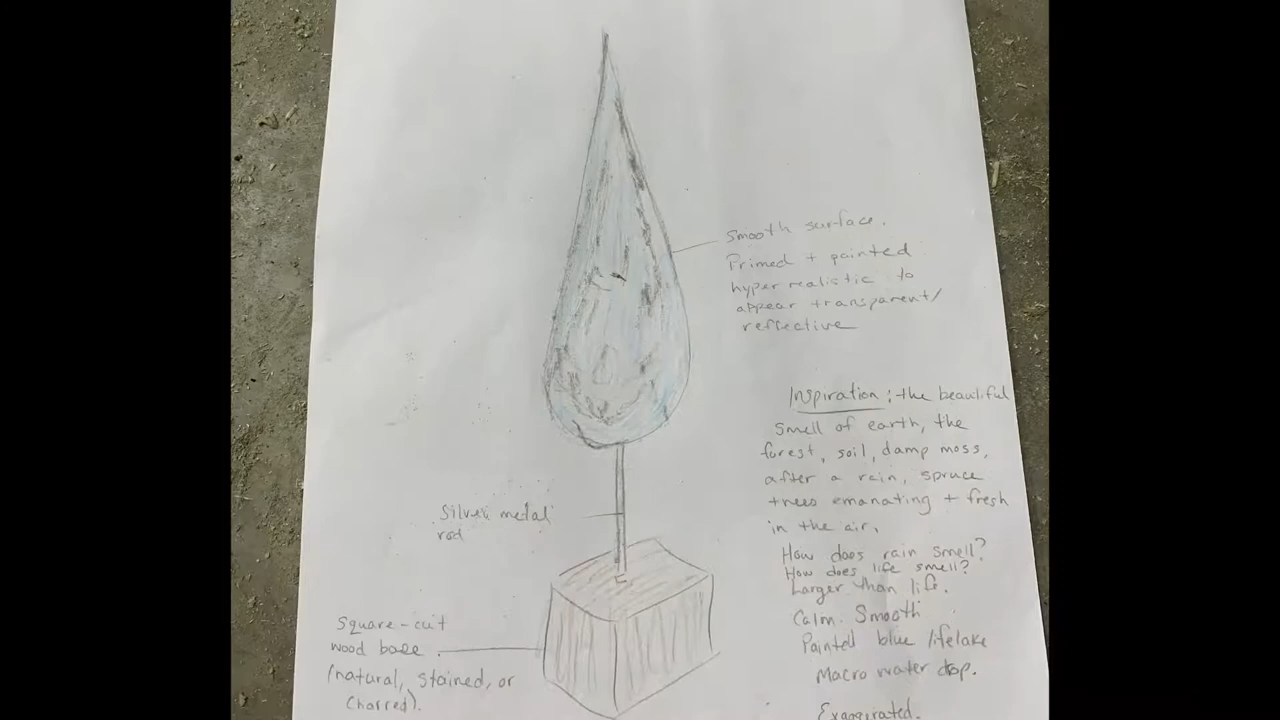 Smooth surface.
Primed + painted
hyper realistic to
appear transparent/
reflective
Inspiration: the beautiful
smell of earth, the
forest, soil, damp moss,
after a rain, spruce
trees emanating + fresh
in the air.
How does rain smell?
How does life smell?
Larger than life.
Calm. Smooth
Painted blue/lifelake
Macro water drop.
Exaggirated.
Silver metal
rod
Square-cut
wood base
(natural, stained, or
charred).